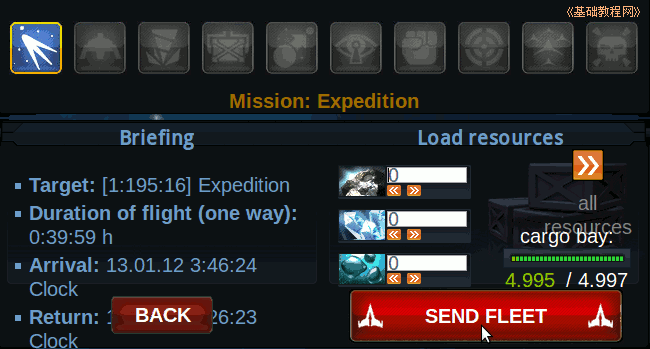 《基础教程网》
Mission: Expedition
Briefing
Target: [1:195:16] Expedition
Duration of flight (one way):
0:39:59 h
Arrival: 13.01.12 3:46:24
Clock
Return: 1 26:23
Clock
BACK
Load resources
0
0
0
all
resources
cargo bay:
4.995 / 4.997
SEND FLEET